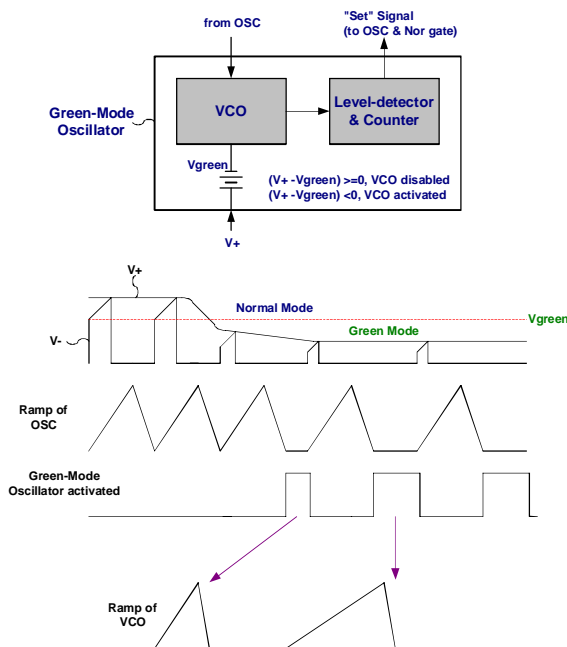 "Set" Signal
(to OSC & Nor gate)
from OSC
Green-Mode
Oscillator
VCO
Level-detector
& Counter
Vgreen
(V+ -Vgreen) >=0, VCO disabled
(V+ -Vgreen) <0, VCO activated
V+
V+
Normal Mode
Vgreen
Green Mode
V-
Ramp of
OSC
Green-Mode
Oscillator activated
Ramp of
VCO